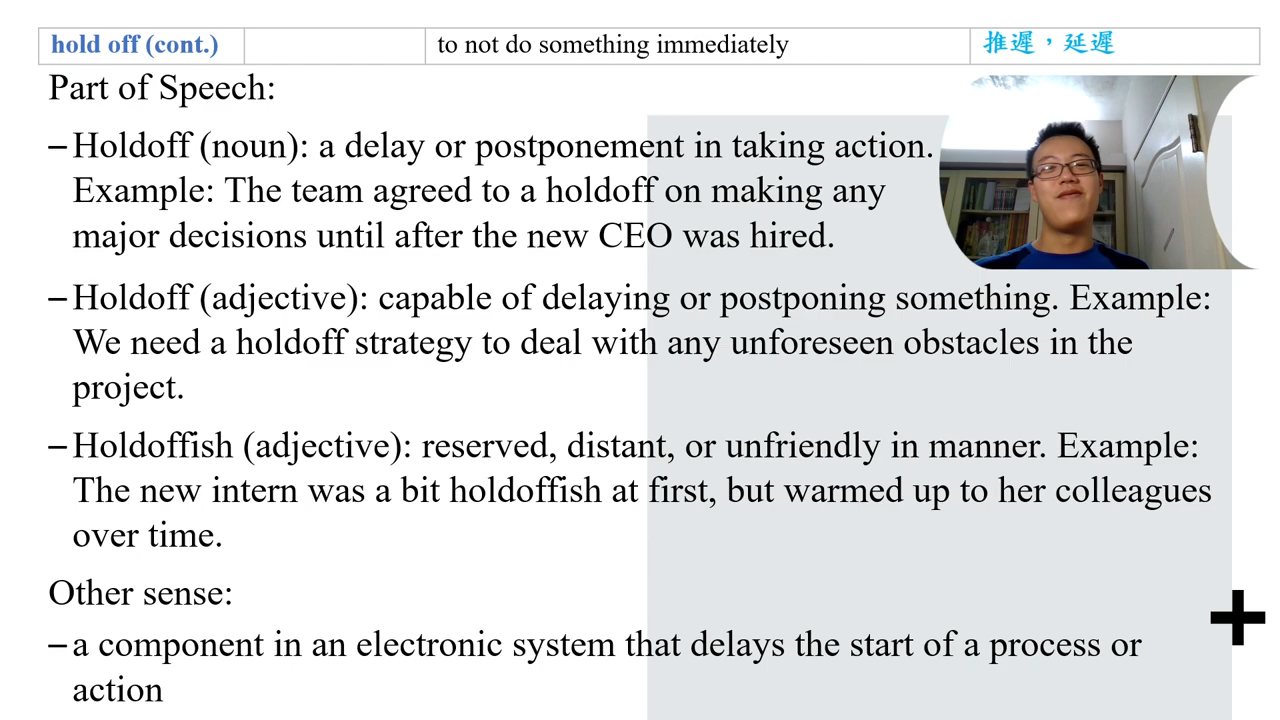 hold off (cont.) to not do something immediately 推遲，延遲
Part of Speech:
– Holdoff (noun): a delay or postponement in taking action.
Example: The team agreed to a holdoff on making any
major decisions until after the new CEO was hired.
– Holdoff (adjective): capable of delaying or postponing something. Example:
We need a holdoff strategy to deal with any unforeseen obstacles in the
project.
– Holdoffish (adjective): reserved, distant, or unfriendly in manner. Example:
The new intern was a bit holdoffish at first, but warmed up to her colleagues
over time.
Other sense:
– a component in an electronic system that delays the start of a process or
action